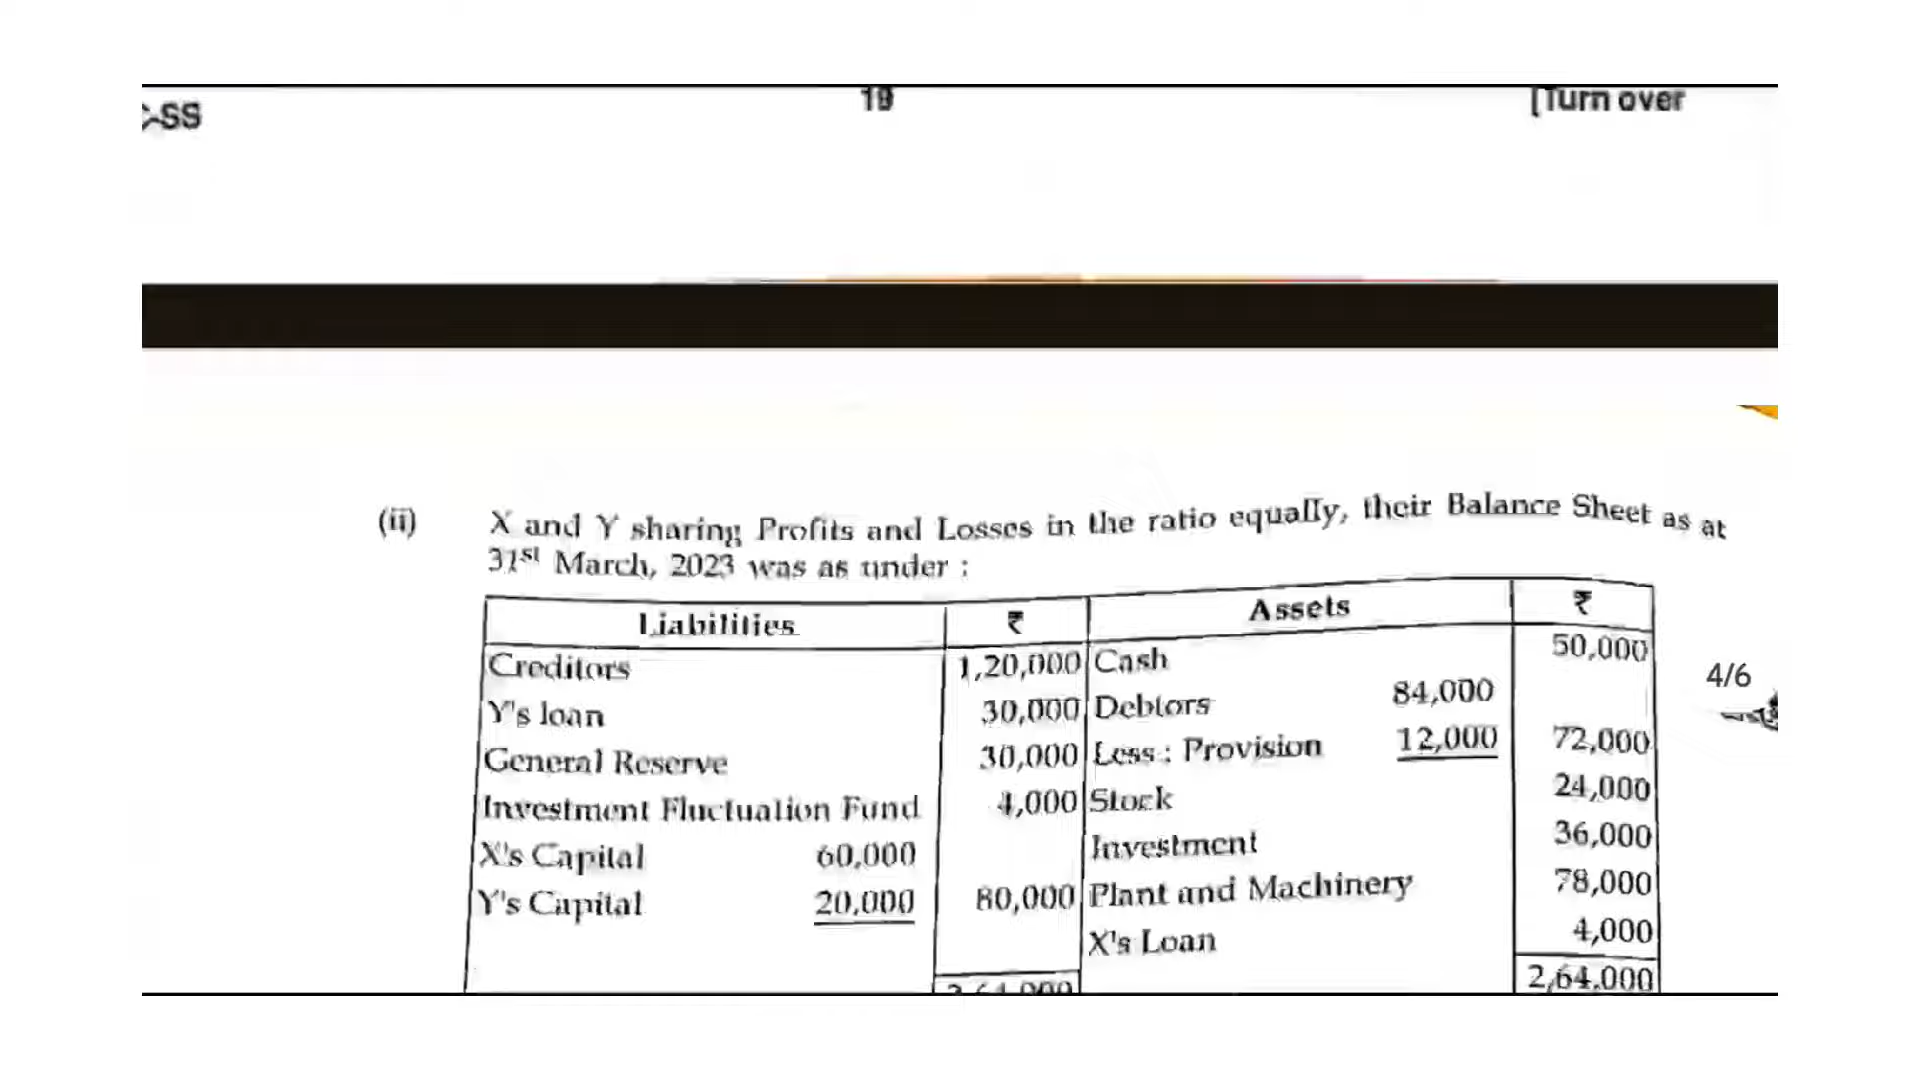 -SS
19
[Turn over
(ii) X and Y sharing Profits and Losses in the ratio equally, their Balance Sheet as at
31st March, 2023 was as under :
Liabilities ₹ Assets ₹
Creditors 1,20,000 Cash 50,000
Y's loan 30,000 Debtors 84,000
General Reserve 30,000 Less : Provision 12,000 72,000
Investment Fluctuation Fund 4,000 Stock 24,000
X's Capital 60,000 Investment 36,000
Y's Capital 20,000 80,000 Plant and Machinery 78,000
X's Loan 4,000
2,64,000
4/6